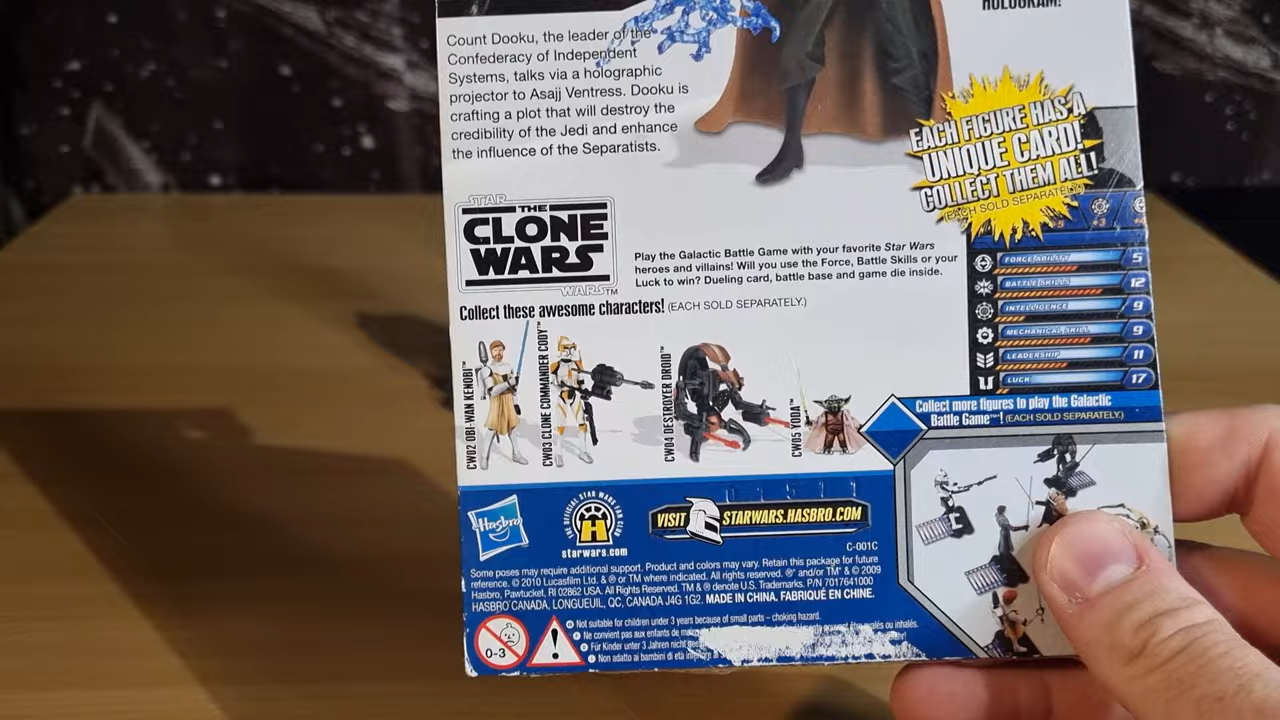 HOLOGRAM!
Count Dooku, the leader of the
Confederacy of Independent
Systems, talks via a holographic
projector to Asajj Ventress. Dooku is
crafting a plot that will destroy the
credibility of the Jedi and enhance
the influence of the Separatists.
EACH FIGURE HAS A
UNIQUE CARD!
COLLECT THEM ALL!
(EACH SOLD SEPARATELY.)
STAR
THE
CLONE
WARS
WARS™
Play the Galactic Battle Game with your favorite Star Wars
heroes and villains! Will you use the Force, Battle Skills or your
Luck to win? Dueling card, battle base and game die inside.
FORCE ABILITY 5
BATTLE SKILLS 12
INTELLIGENCE 9
MECHANICAL SKILL 9
LEADERSHIP 11
LUCK 17
Collect these awesome characters! (EACH SOLD SEPARATELY.)
CW02 OBI-WAN KENOBI™
CW03 CLONE COMMANDER CODY™
CW04 DESTROYER DROID™
CW05 YODA™
Collect more figures to play the Galactic
Battle Game™! (EACH SOLD SEPARATELY.)
Hasbro
THE OFFICIAL STAR WARS FAN CLUB
H
starwars.com
VISIT STARWARS.HASBRO.COM
C-001C
Some poses may require additional support. Product and colors may vary. Retain this package for future
reference. © 2010 Lucasfilm Ltd. & ® or TM where indicated. All rights reserved. ®* and/or TM* & © 2009
Hasbro, Pawtucket, RI 02862 USA. All Rights Reserved. TM & ® denote U.S. Trademarks. P/N 7017641000
HASBRO CANADA, LONGUEUIL, QC, CANADA J4G 1G2. MADE IN CHINA. FABRIQUÉ EN CHINE.
Not suitable for children under 3 years because of small parts – choking hazard.
Ne convient pas aux enfants de être avalés ou inhalés.
Für Kinder unter 3 Jahren nicht
Non adatto ai bambini di età
0-3